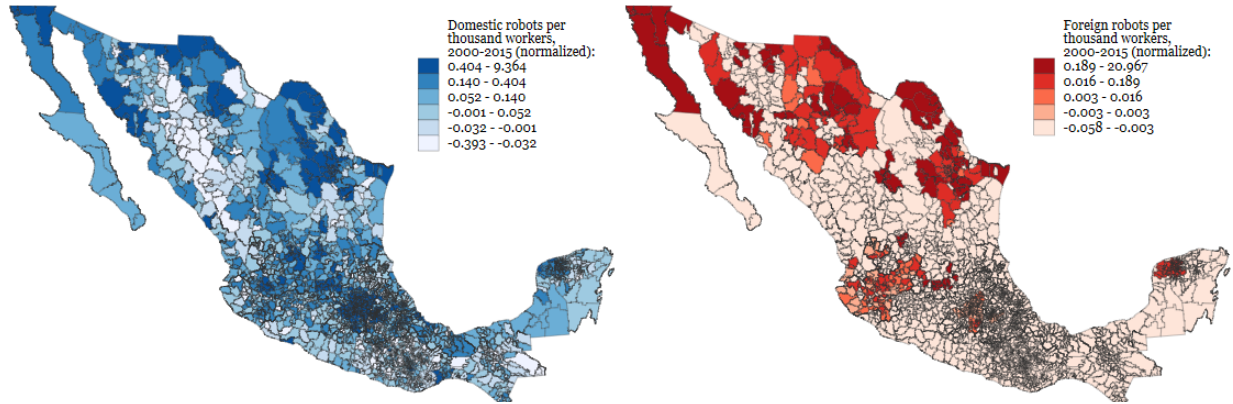 Domestic robots per
thousand workers,
2000-2015 (normalized):
0.404 - 9.364
0.140 - 0.404
0.052 - 0.140
-0.001 - 0.052
-0.032 - -0.001
-0.393 - -0.032
Foreign robots per
thousand workers,
2000-2015 (normalized):
0.189 - 20.967
0.016 - 0.189
0.003 - 0.016
-0.003 - 0.003
-0.058 - -0.003